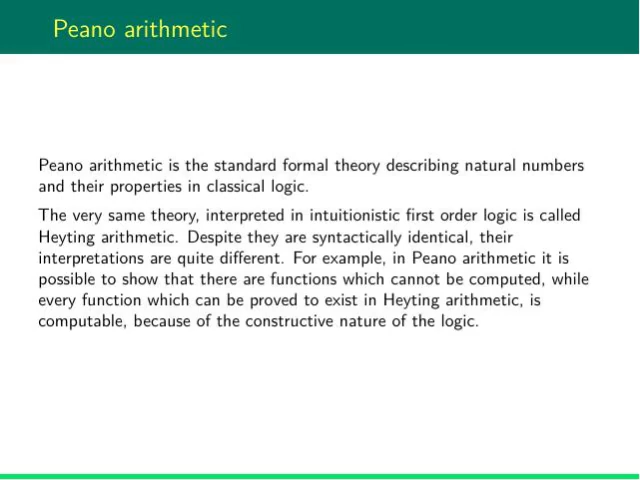 Peano arithmetic
Peano arithmetic is the standard formal theory describing natural numbers
and their properties in classical logic.
The very same theory, interpreted in intuitionistic first order logic is called
Heyting arithmetic. Despite they are syntactically identical, their
interpretations are quite different. For example, in Peano arithmetic it is
possible to show that there are functions which cannot be computed, while
every function which can be proved to exist in Heyting arithmetic, is
computable, because of the constructive nature of the logic.